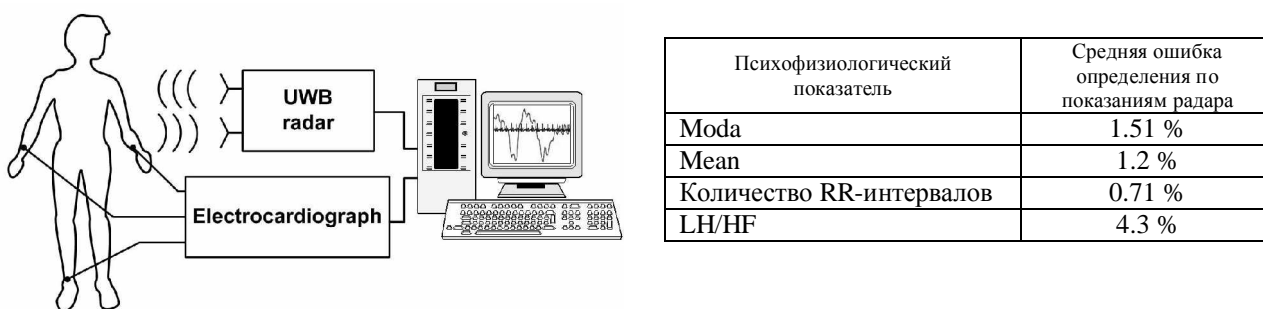 UWB
radar
Electrocardiograph
Психофизиологический
показатель
Средняя ошибка
определения по
показаниям радара
Moda
1.51 %
Mean
1.2 %
Количество RR-интервалов
0.71 %
LH/HF
4.3 %